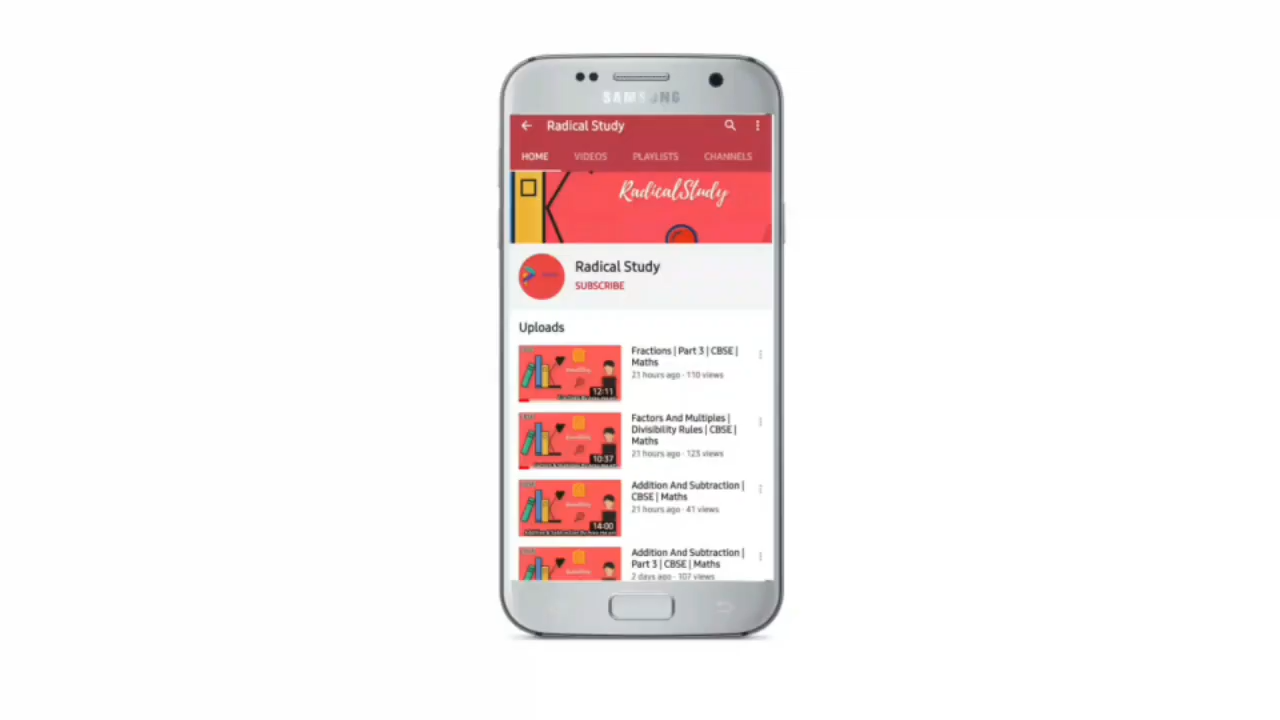 SAMSUNG
Radical Study
HOME VIDEOS PLAYLISTS CHANNELS
RadicalStudy
Radical Study
SUBSCRIBE
Uploads
Fractions | Part 3 | CBSE |
Maths
21 hours ago · 110 views
12:11
Factors And Multiples |
Divisibility Rules | CBSE |
Maths
21 hours ago · 123 views
10:37
Addition And Subtraction |
CBSE | Maths
21 hours ago · 41 views
14:00
Addition And Subtraction |
Part 3 | CBSE | Maths
2 days ago · 107 views